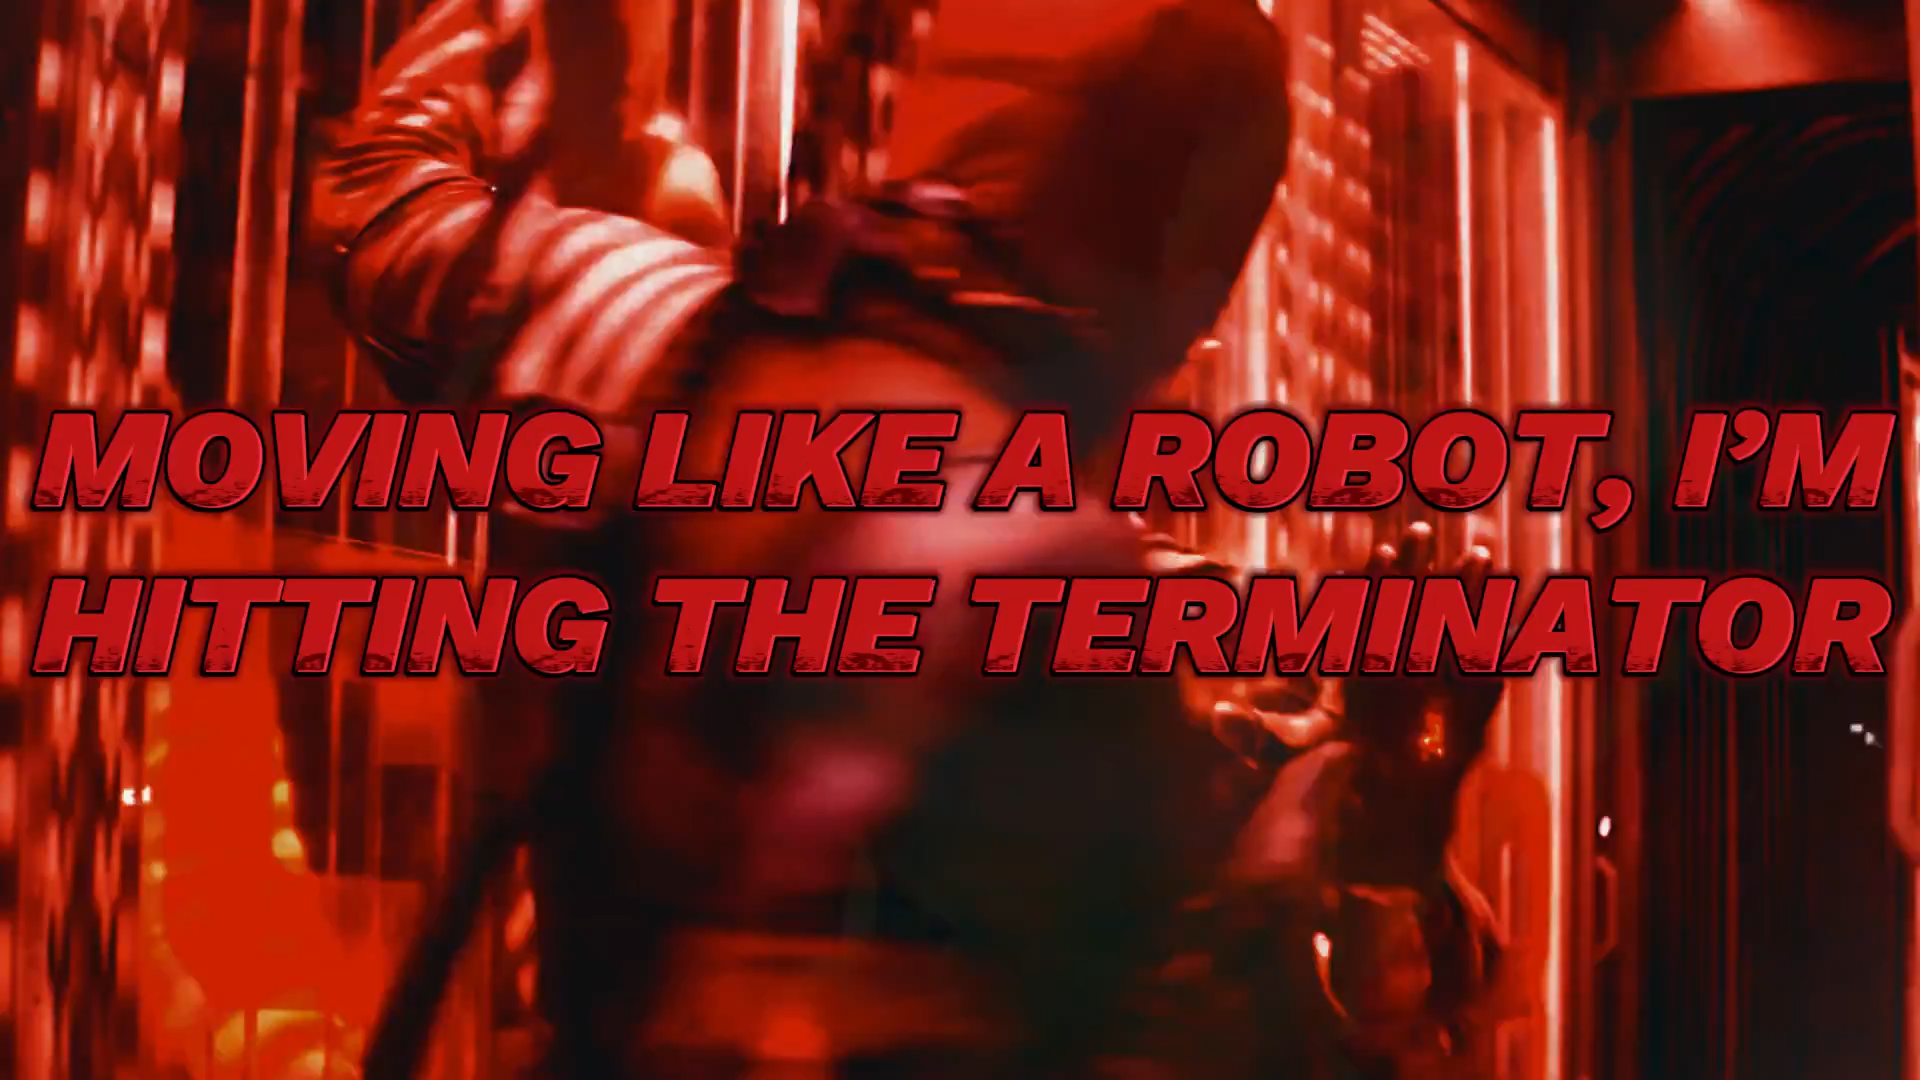 MOVING LIKE A ROBOT, I’M
HITTING THE TERMINATOR